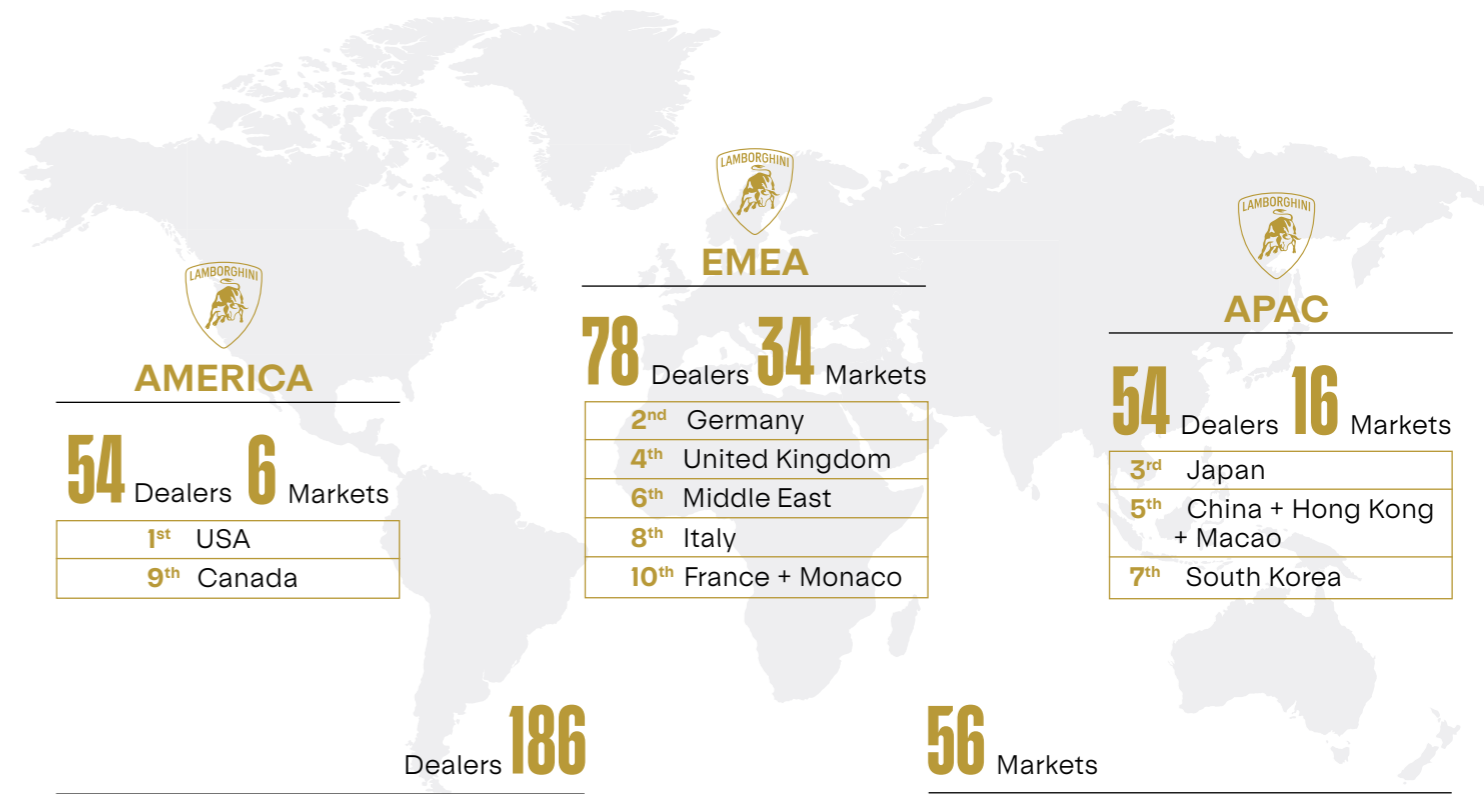 LAMBORGHINI
AMERICA
54 Dealers 6 Markets
1st USA
9th Canada
LAMBORGHINI
EMEA
78 Dealers 34 Markets
2nd Germany
4th United Kingdom
6th Middle East
8th Italy
10th France + Monaco
LAMBORGHINI
APAC
54 Dealers 16 Markets
3rd Japan
5th China + Hong Kong
+ Macao
7th South Korea
Dealers 186
56 Markets